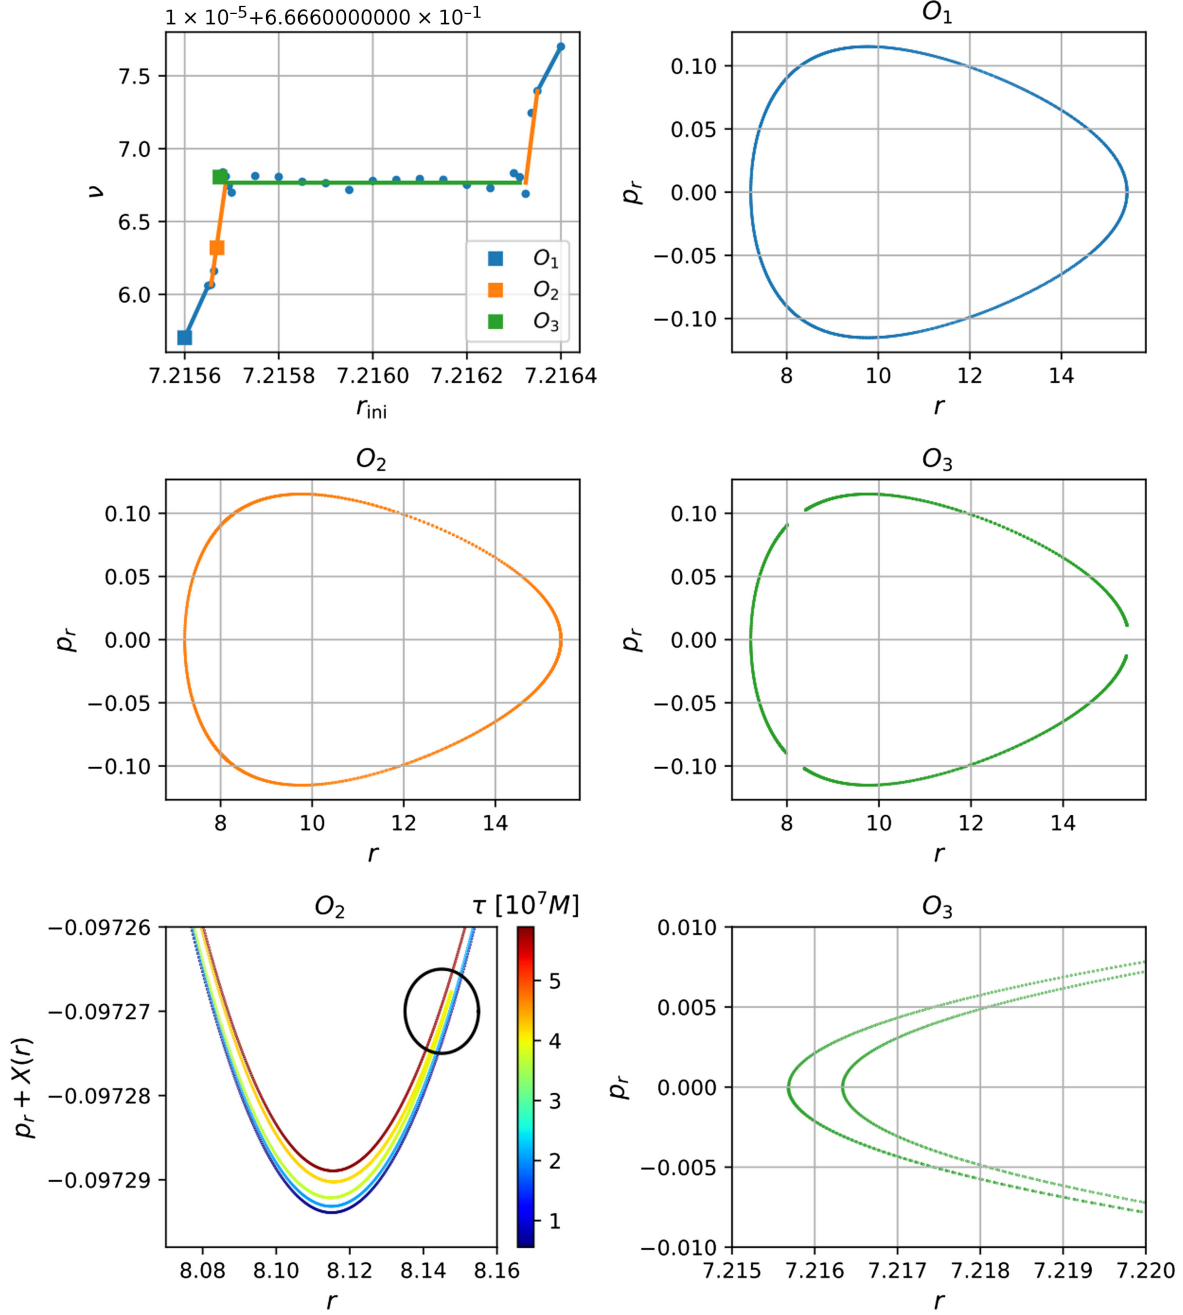 1 × 10⁻⁵+6.6660000000 × 10⁻¹
7.5
7.0
6.5
6.0
ν
O₁
O₂
O₃
7.2156 7.2158 7.2160 7.2162 7.2164
r_ini
O₁
0.10
0.05
0.00
−0.05
−0.10
p_r
8 10 12 14
r
O₂
0.10
0.05
0.00
−0.05
−0.10
p_r
8 10 12 14
r
O₃
0.10
0.05
0.00
−0.05
−0.10
p_r
8 10 12 14
r
O₂
τ [10⁷M]
−0.09726
−0.09727
−0.09728
−0.09729
p_r + X(r)
5
4
3
2
1
8.08 8.10 8.12 8.14 8.16
r
O₃
0.010
0.005
0.000
−0.005
−0.010
p_r
7.215 7.216 7.217 7.218 7.219 7.220
r